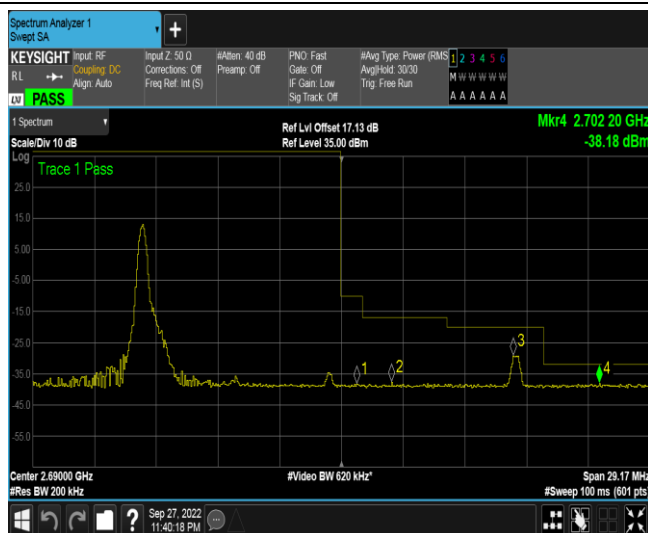 Spectrum Analyzer 1
Swept SA
+
KEYSIGHT
RL
LXI PASS
Input: RF
Coupling: DC
Align: Auto
Input Z: 50 Ω
Corrections: Off
Freq Ref: Int (S)
#Atten: 40 dB
Preamp: Off
PNO: Fast
Gate: Off
IF Gain: Low
Sig Track: Off
#Avg Type: Power (RMS
Avg|Hold: 30/30
Trig: Free Run
1 2 3 4 5 6
M W W W W W
A A A A A A
1 Spectrum
Scale/Div 10 dB
Ref Lvl Offset 17.13 dB
Ref Level 35.00 dBm
Mkr4 2.702 20 GHz
-38.18 dBm
Log
Trace 1 Pass
25.0
15.0
5.00
-5.00
-15.0
-25.0
-35.0
-45.0
-55.0
1
2
3
4
Center 2.69000 GHz
#Res BW 200 kHz
#Video BW 620 kHz*
Span 29.17 MHz
#Sweep 100 ms (601 pts)
?
Sep 27, 2022
11:40:18 PM